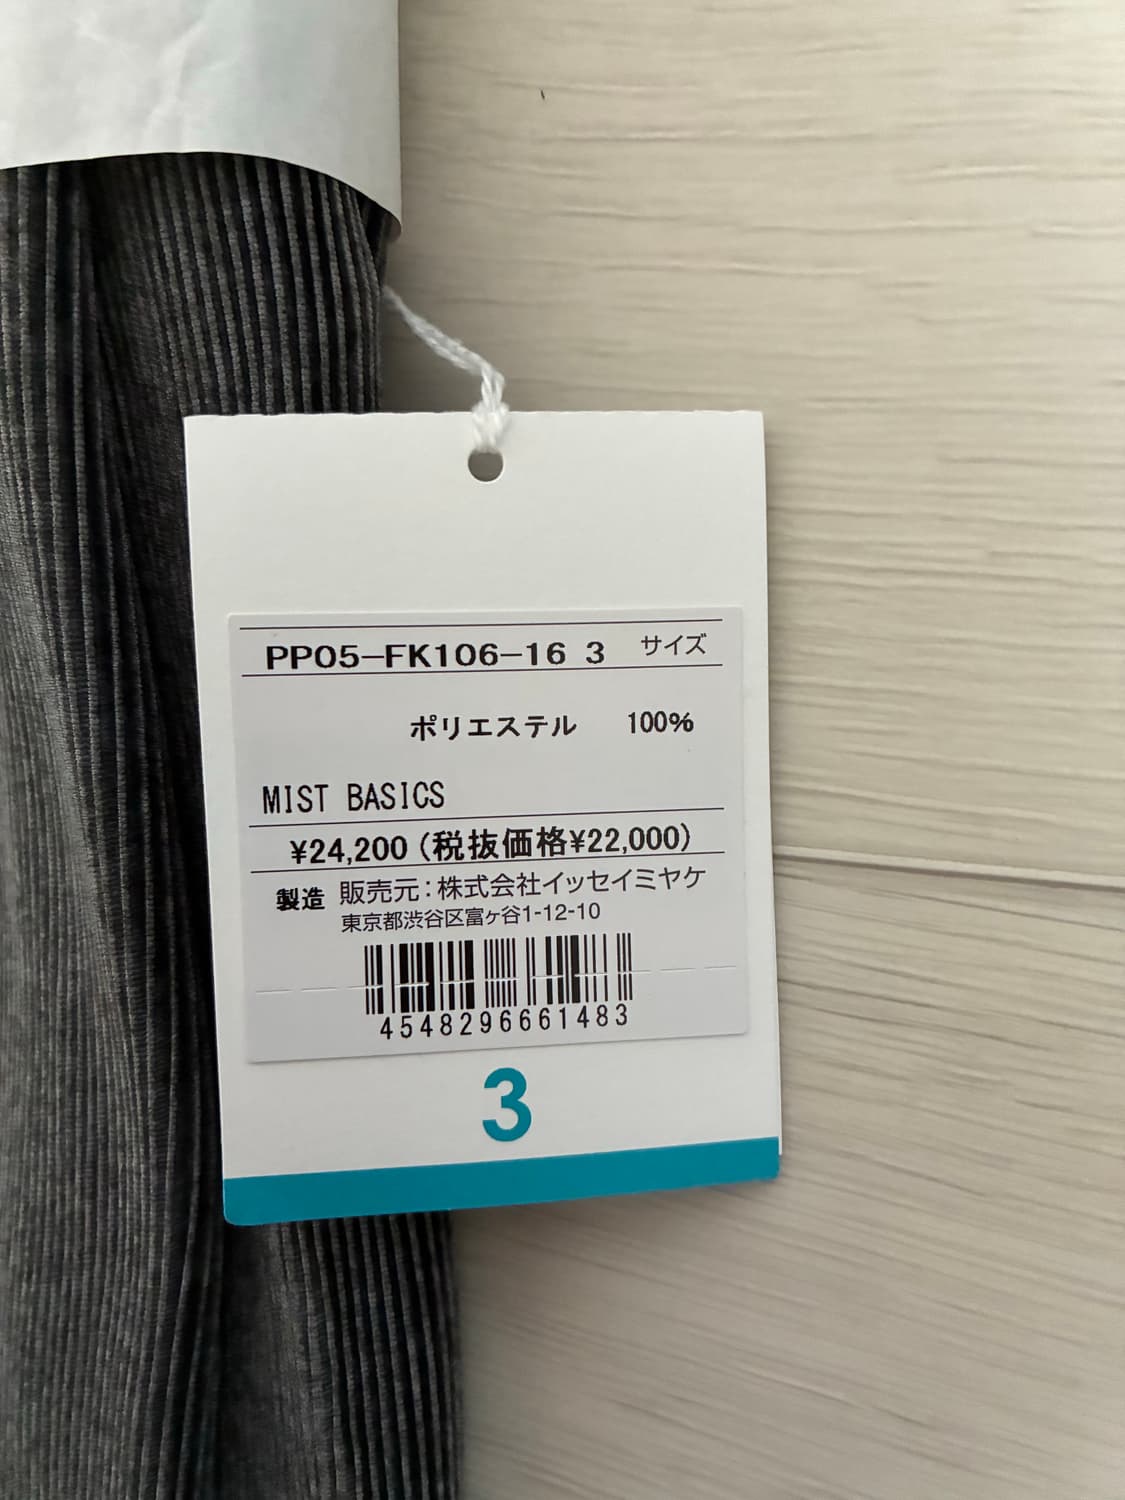 PP05-FK106-16 3 サイズ
ポリエステル 100%
MIST BASICS
¥24,200（税抜価格¥22,000）
製造 販売元：株式会社イッセイミヤケ
東京都渋谷区富ヶ谷1-12-10
4548296661483
3